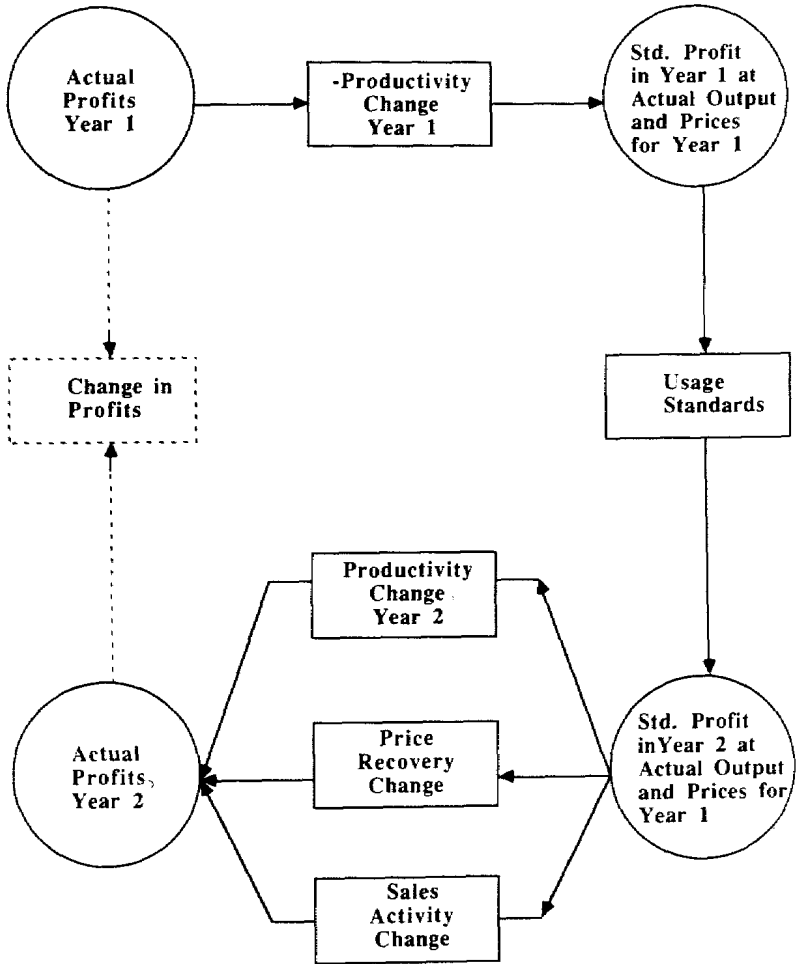 Actual
Profits
Year 1
-Productivity
Change
Year 1
Std. Profit
in Year 1 at
Actual Output
and Prices
for Year 1
Change in
Profits
Usage
Standards
Productivity
Change
Year 2
Price
Recovery
Change
Sales
Activity
Change
Actual
Profits
Year 2
Std. Profit
inYear 2 at
Actual Output
and Prices for
Year 1